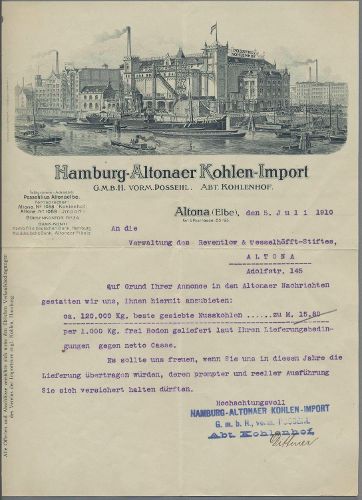 Hamburg-Altonaer Kohlen-Import
G.M.B.H. VORM. POSSEHL. ABT. KOHLENHOF.
Altona (Elbe), den 5. Juli 1910
An die
Verwaltung des Reventlow & Wesselhöfft-Stiftes,
ALTONA
Adolfstr. 145
Auf Grund Ihrer Annonce in den Altonaer Nachrichten
gestatten wir uns, Ihnen hiermit anzubieten:
ca. 120,000 Kg. beste gesiebte Nusskohlen ......zu M. 15,80
per 1,000 Kg. frei Boden geliefert laut Ihren Lieferungsbedin-
gungen gegen netto Casse.
Es sollte uns freuen, wenn Sie uns in diesem Jahre die
Lieferung übertragen würden, deren prompter und reeller Ausführung
Sie sich versichert halten dürften.
Hochachtungsvoll
HAMBURG-ALTONAER KOHLEN-IMPORT
G. m. b. H., vorm. Possehl
Abt. Kohlenhof